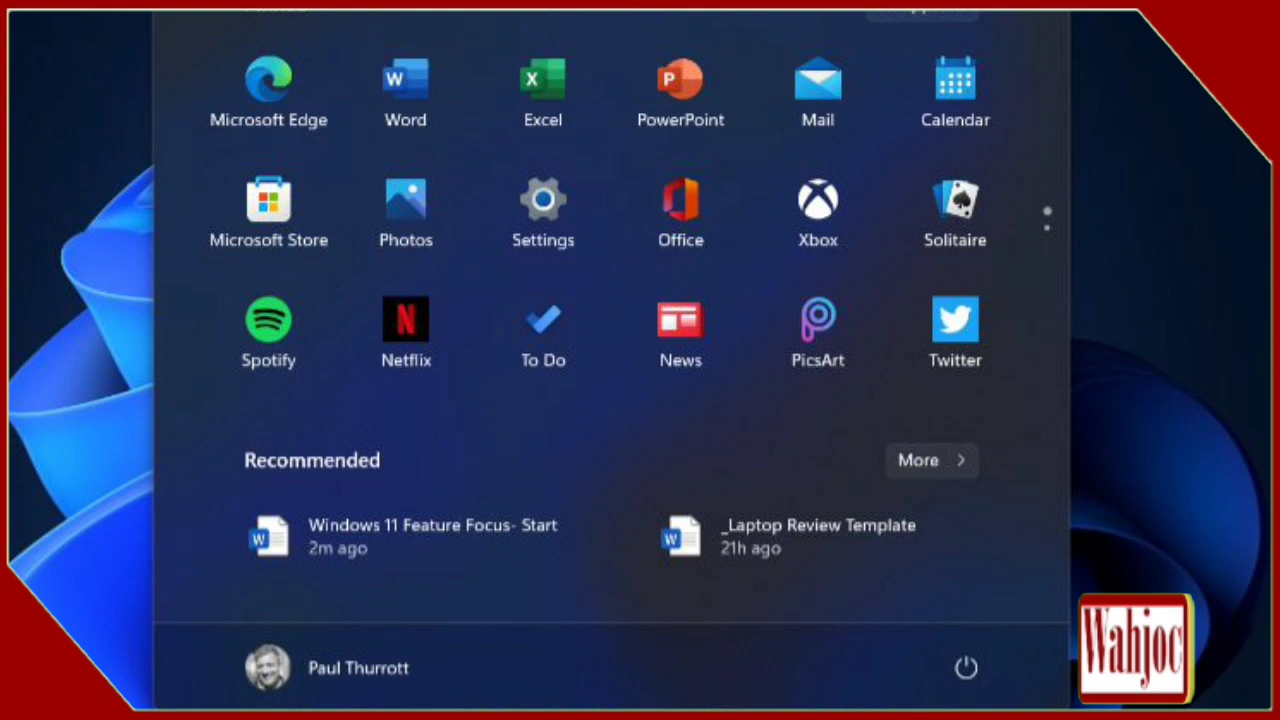 Microsoft Edge Word Excel PowerPoint Mail Calendar
Microsoft Store Photos Settings Office Xbox Solitaire
Spotify Netflix To Do News PicsArt Twitter
Recommended More
Windows 11 Feature Focus- Start _Laptop Review Template
2m ago 21h ago
Paul Thurrott
Wahjoc